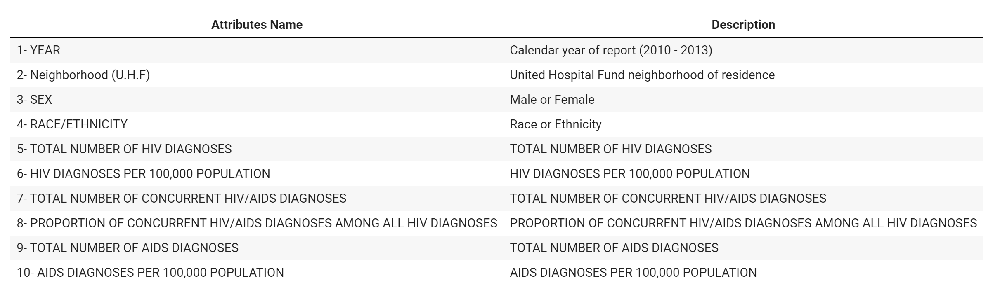 Attributes Name Description
1- YEAR Calendar year of report (2010 - 2013)
2- Neighborhood (U.H.F) United Hospital Fund neighborhood of residence
3- SEX Male or Female
4- RACE/ETHNICITY Race or Ethnicity
5- TOTAL NUMBER OF HIV DIAGNOSES TOTAL NUMBER OF HIV DIAGNOSES
6- HIV DIAGNOSES PER 100,000 POPULATION HIV DIAGNOSES PER 100,000 POPULATION
7- TOTAL NUMBER OF CONCURRENT HIV/AIDS DIAGNOSES TOTAL NUMBER OF CONCURRENT HIV/AIDS DIAGNOSES
8- PROPORTION OF CONCURRENT HIV/AIDS DIAGNOSES AMONG ALL HIV DIAGNOSES PROPORTION OF CONCURRENT HIV/AIDS DIAGNOSES AMONG ALL HIV DIAGNOSES
9- TOTAL NUMBER OF AIDS DIAGNOSES TOTAL NUMBER OF AIDS DIAGNOSES
10- AIDS DIAGNOSES PER 100,000 POPULATION AIDS DIAGNOSES PER 100,000 POPULATION